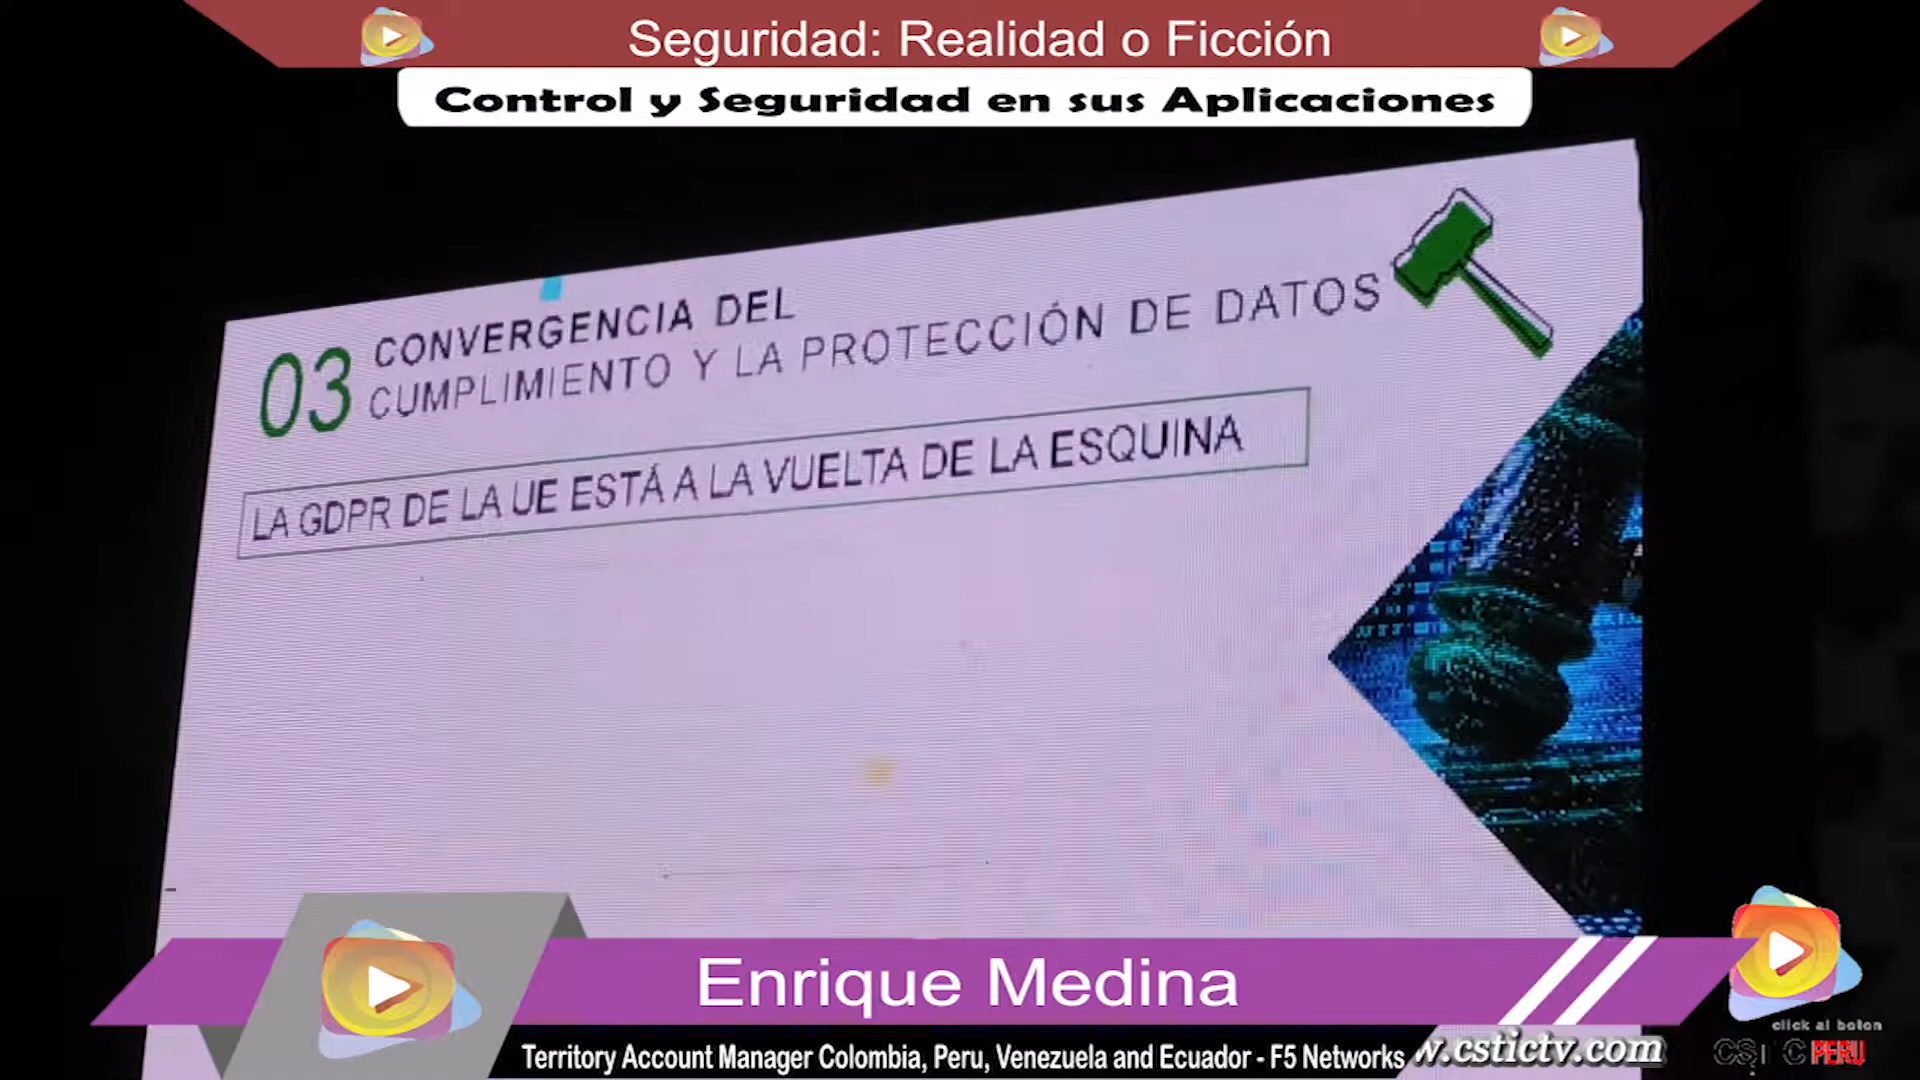 Seguridad: Realidad o Ficción
Control y Seguridad en sus Aplicaciones
03 CONVERGENCIA DEL
CUMPLIMIENTO Y LA PROTECCIÓN DE DATOS
LA GDPR DE LA UE ESTÁ A LA VUELTA DE LA ESQUINA
Enrique Medina
Territory Account Manager Colombia, Peru, Venezuela and Ecuador - F5 Networks
w.cstictv.com
click al boton
PERU